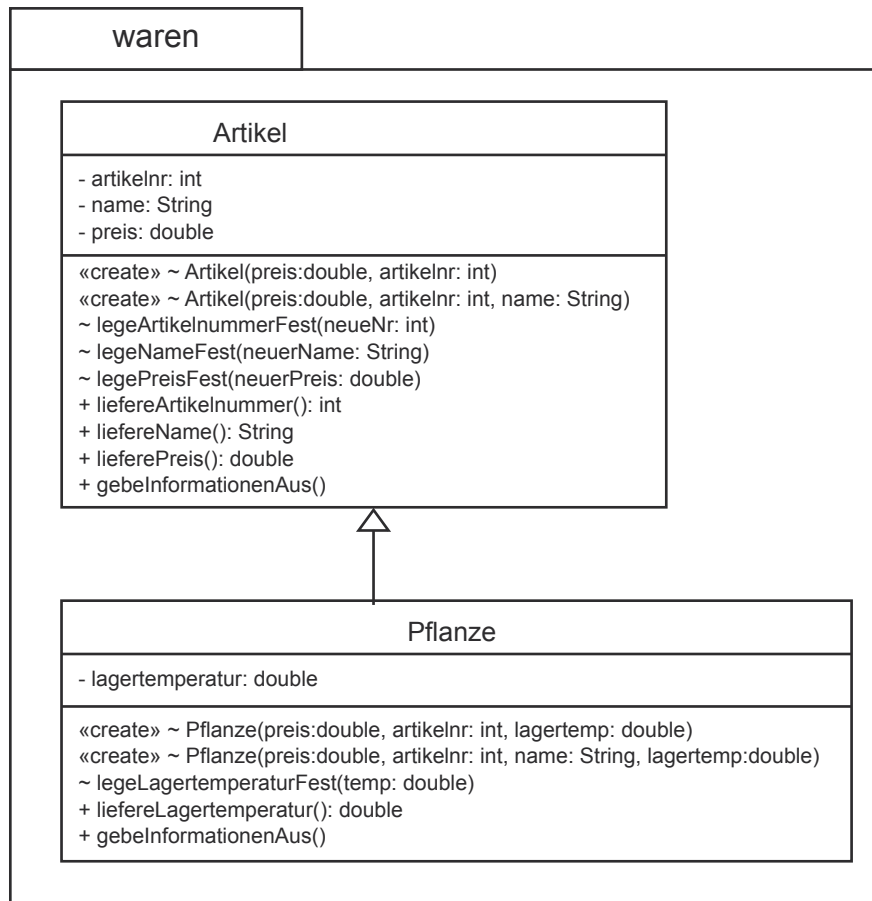 waren
Artikel
- artikelnr: int
- name: String
- preis: double
«create» ~ Artikel(preis:double, artikelnr: int)
«create» ~ Artikel(preis:double, artikelnr: int, name: String)
~ legeArtikelnummerFest(neueNr: int)
~ legeNameFest(neuerName: String)
~ legePreisFest(neuerPreis: double)
+ liefereArtikelnummer(): int
+ liefereName(): String
+ lieferePreis(): double
+ gebeInformationenAus()
Pflanze
- lagertemperatur: double
«create» ~ Pflanze(preis:double, artikelnr: int, lagertemp: double)
«create» ~ Pflanze(preis:double, artikelnr: int, name: String, lagertemp:double)
~ legeLagertemperaturFest(temp: double)
+ liefereLagertemperatur(): double
+ gebeInformationenAus()